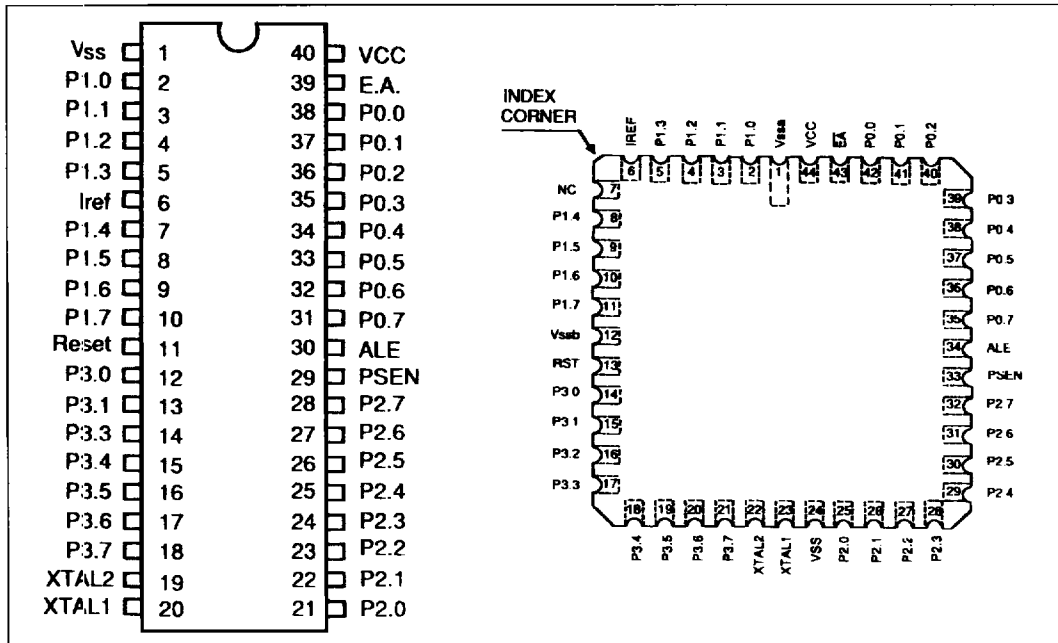 Vss 1 40 VCC
P1.0 2 39 E.A.
P1.1 3 38 P0.0
P1.2 4 37 P0.1
P1.3 5 36 P0.2
Iref 6 35 P0.3
P1.4 7 34 P0.4
P1.5 8 33 P0.5
P1.6 9 32 P0.6
P1.7 10 31 P0.7
Reset 11 30 ALE
P3.0 12 29 PSEN
P3.1 13 28 P2.7
P3.3 14 27 P2.6
P3.4 15 26 P2.5
P3.5 16 25 P2.4
P3.6 17 24 P2.3
P3.7 18 23 P2.2
XTAL2 19 22 P2.1
XTAL1 20 21 P2.0
INDEX
CORNER
IREF P1.3 P1.2 P1.1 P1.0 Vssa VCC EA P0.0 P0.1 P0.2
6 5 4 3 2 1 44 43 42 41 40
NC 7 39 P0.3
P1.4 8 38 P0.4
P1.5 9 37 P0.5
P1.6 10 36 P0.6
P1.7 11 35 P0.7
Vssb 12 34 ALE
RST 13 33 PSEN
P3.0 14 32 P2.7
P3.1 15 31 P2.6
P3.2 16 30 P2.5
P3.3 17 29 P2.4
18 19 20 21 22 23 24 25 26 27 28
P3.4 P3.5 P3.6 P3.7 XTAL2 XTAL1 VSS P2.0 P2.1 P2.2 P2.3